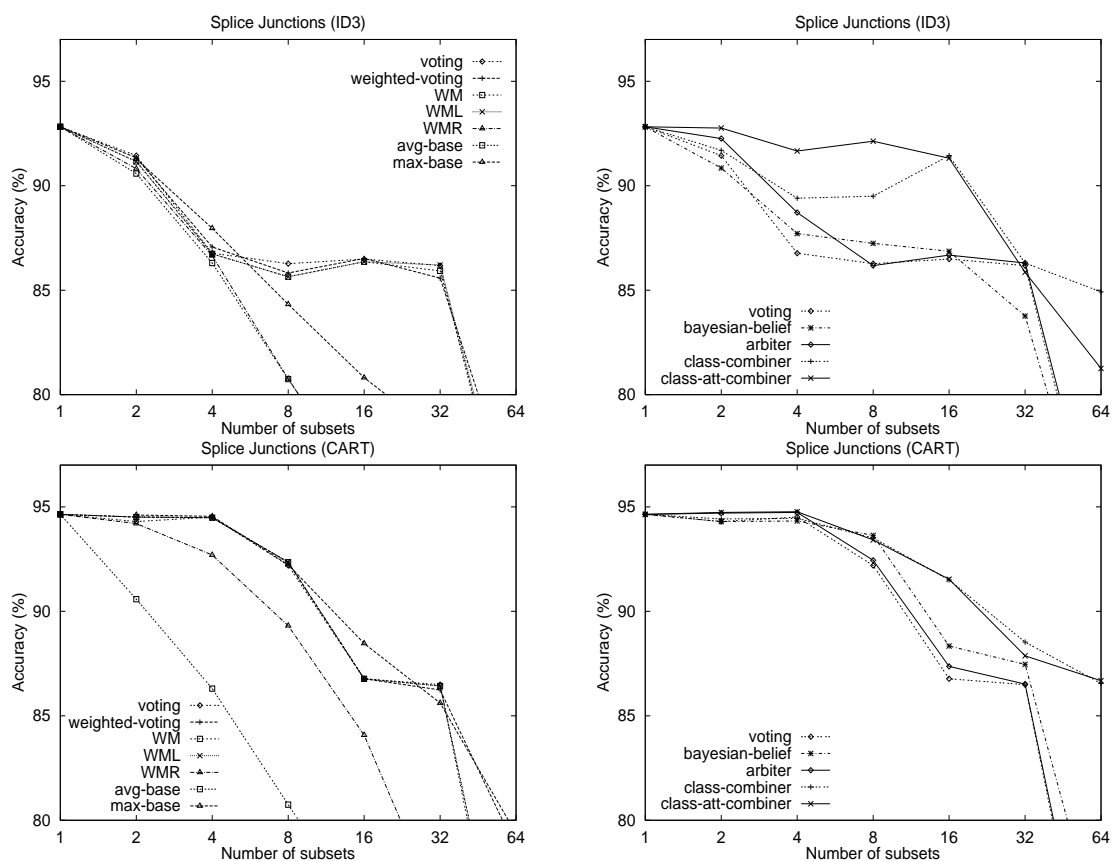 Splice Junctions (ID3)
95
90
85
80
Accuracy (%)
voting
weighted-voting
WM
WML
WMR
avg-base
max-base
1 2 4 8 16 32 64
Number of subsets
Splice Junctions (ID3)
95
90
85
80
Accuracy (%)
voting
bayesian-belief
arbiter
class-combiner
class-att-combiner
1 2 4 8 16 32 64
Number of subsets
Splice Junctions (CART)
95
90
85
80
Accuracy (%)
voting
weighted-voting
WM
WML
WMR
avg-base
max-base
1 2 4 8 16 32 64
Number of subsets
Splice Junctions (CART)
95
90
85
80
Accuracy (%)
voting
bayesian-belief
arbiter
class-combiner
class-att-combiner
1 2 4 8 16 32 64
Number of subsets